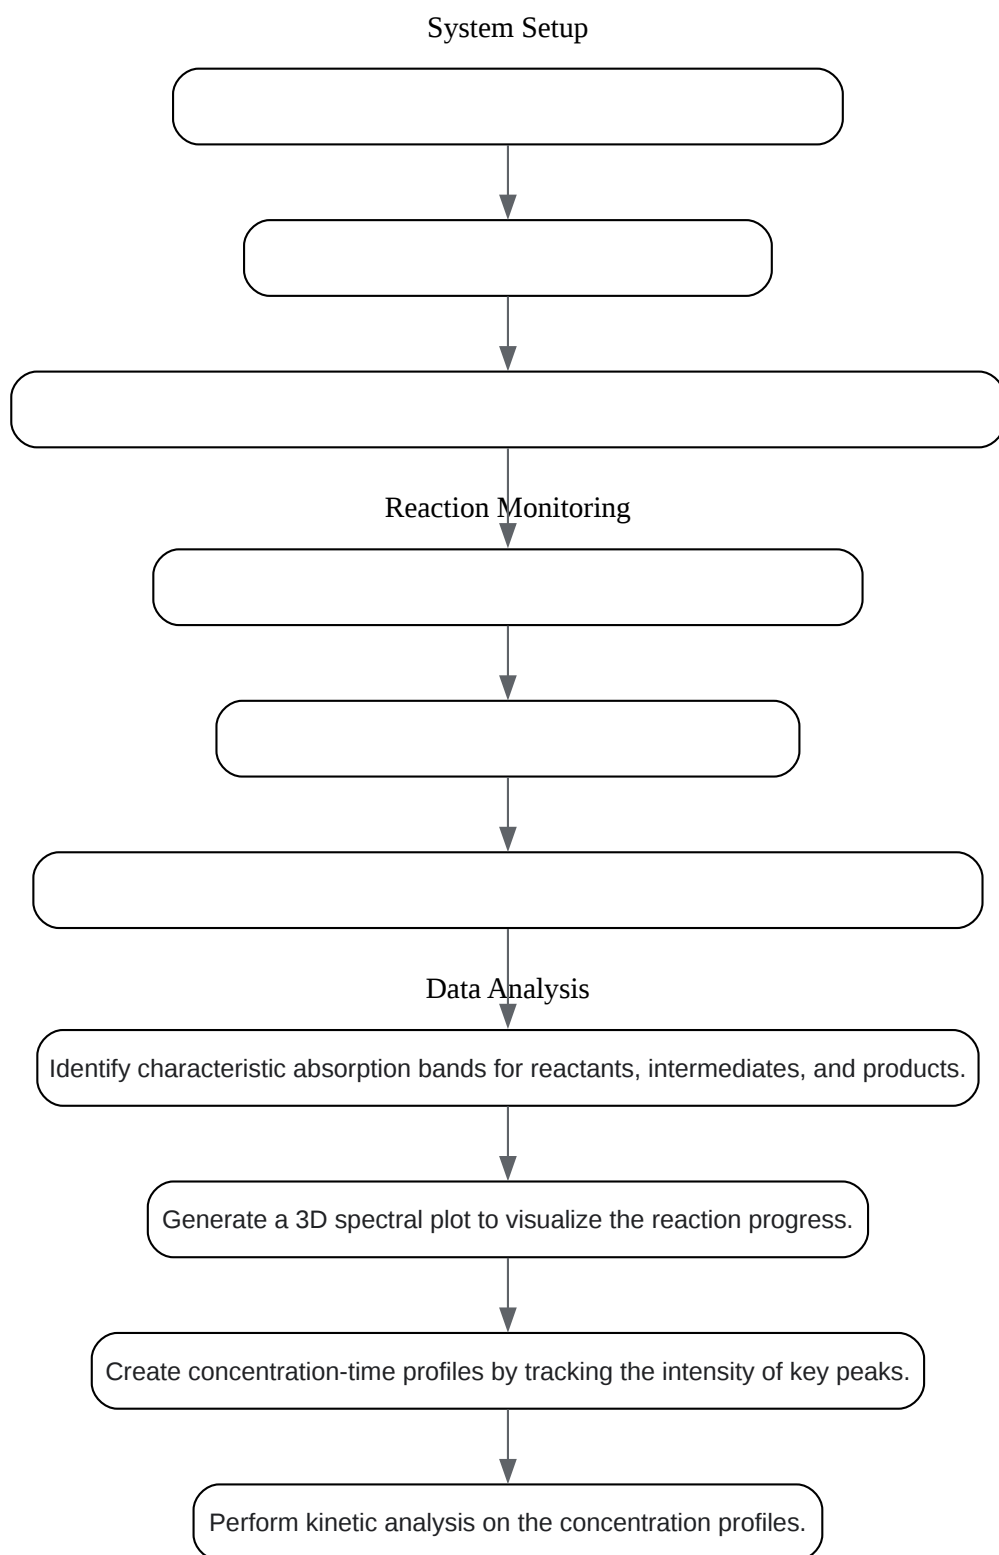 System Setup
Reaction Monitoring
Data Analysis
Identify characteristic absorption bands for reactants, intermediates, and products.
Generate a 3D spectral plot to visualize the reaction progress.
Create concentration-time profiles by tracking the intensity of key peaks.
Perform kinetic analysis on the concentration profiles.